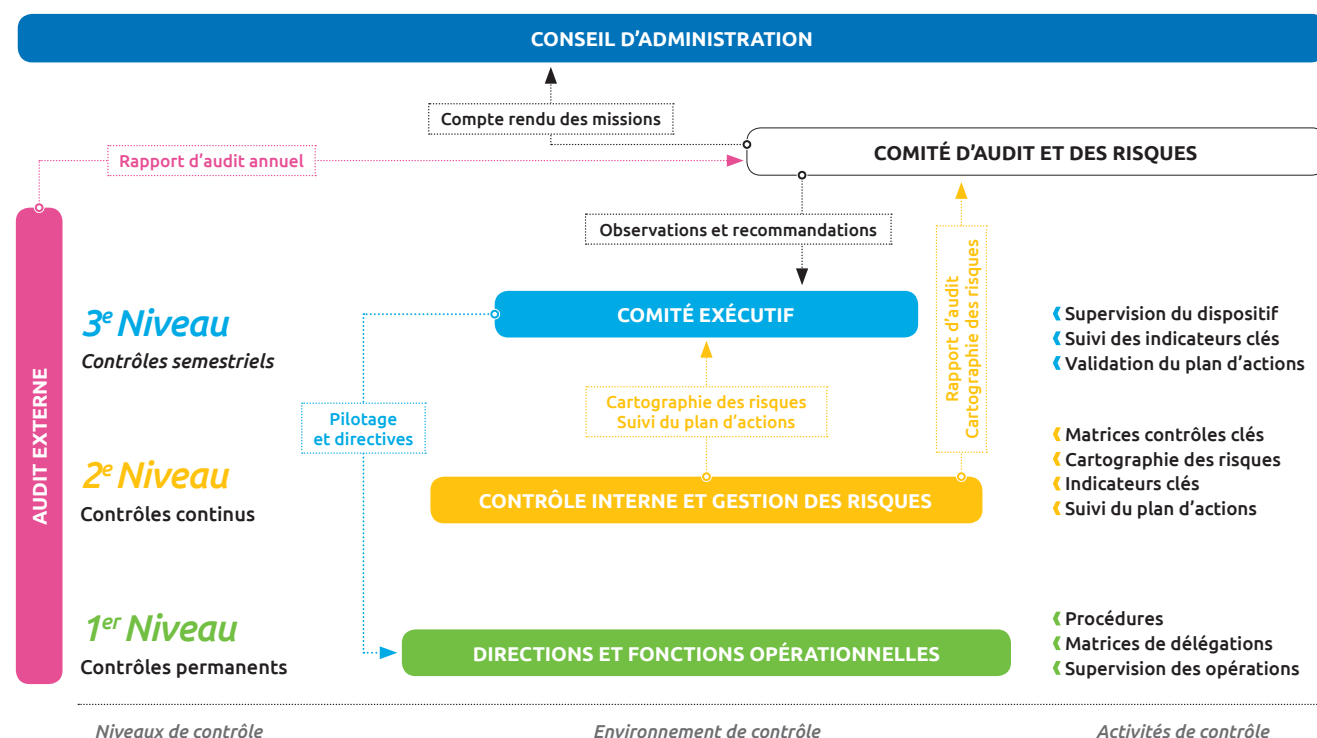 CONSEIL D'ADMINISTRATION
Compte rendu des missions
COMITÉ D'AUDIT ET DES RISQUES
Rapport d'audit annuel
Observations et recommandations
Rapport d'audit
Cartographie des risques
AUDIT EXTERNE
3e Niveau
Contrôles semestriels
COMITÉ EXÉCUTIF
❰ Supervision du dispositif
❰ Suivi des indicateurs clés
❰ Validation du plan d'actions
Pilotage
et directives
Cartographie des risques
Suivi du plan d'actions
2e Niveau
Contrôles continus
CONTRÔLE INTERNE ET GESTION DES RISQUES
❰ Matrices contrôles clés
❰ Cartographie des risques
❰ Indicateurs clés
❰ Suivi du plan d'actions
1er Niveau
Contrôles permanents
DIRECTIONS ET FONCTIONS OPÉRATIONNELLES
❰ Procédures
❰ Matrices de délégations
❰ Supervision des opérations
Niveaux de contrôle
Environnement de contrôle
Activités de contrôle